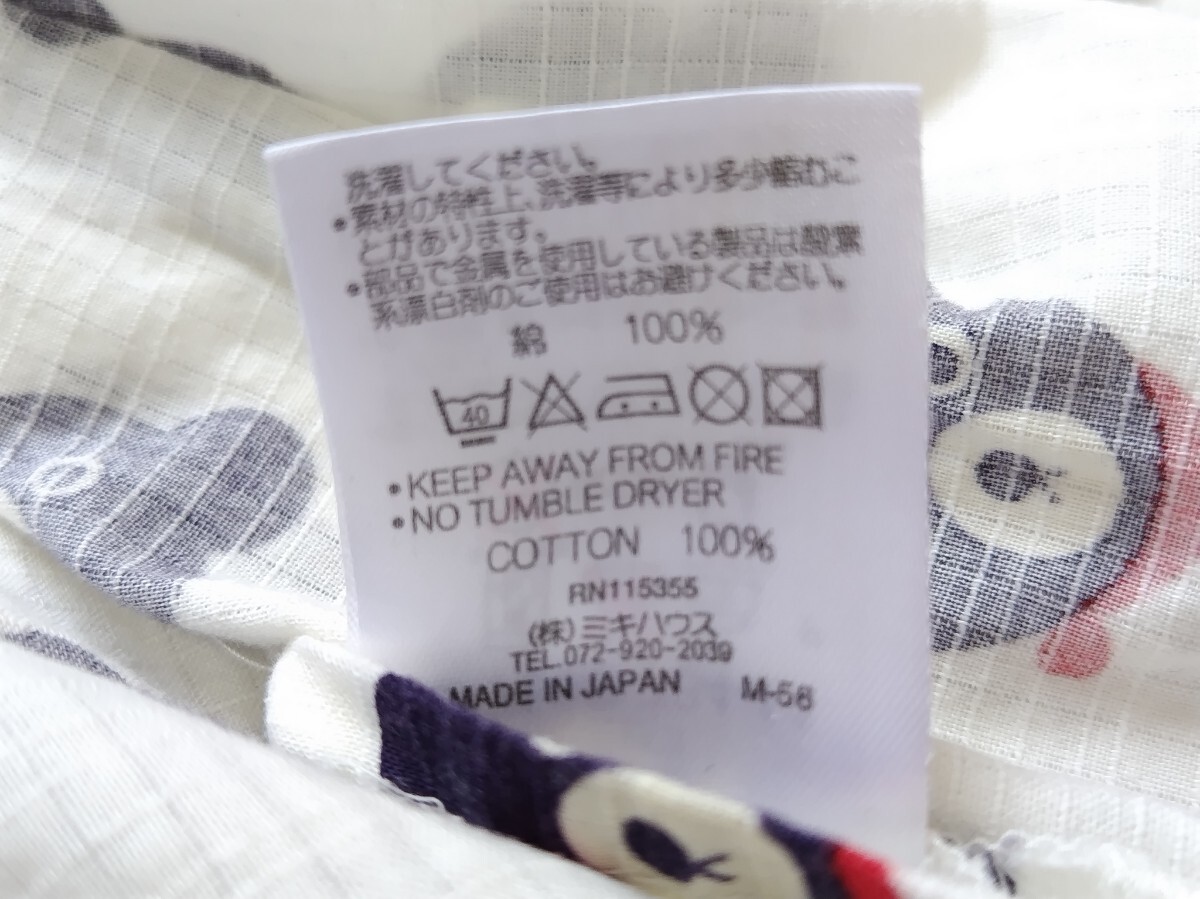 洗濯してください。
・素材の特性上、洗濯等により多少縮むこ
とがあります。
・部品で金属を使用している製品は酸素
系漂白剤のご使用はお避けください。
綿 100%
40
・KEEP AWAY FROM FIRE
・NO TUMBLE DRYER
COTTON 100%
RN115355
(株)ミキハウス
TEL.072-920-2039
MADE IN JAPAN M-56